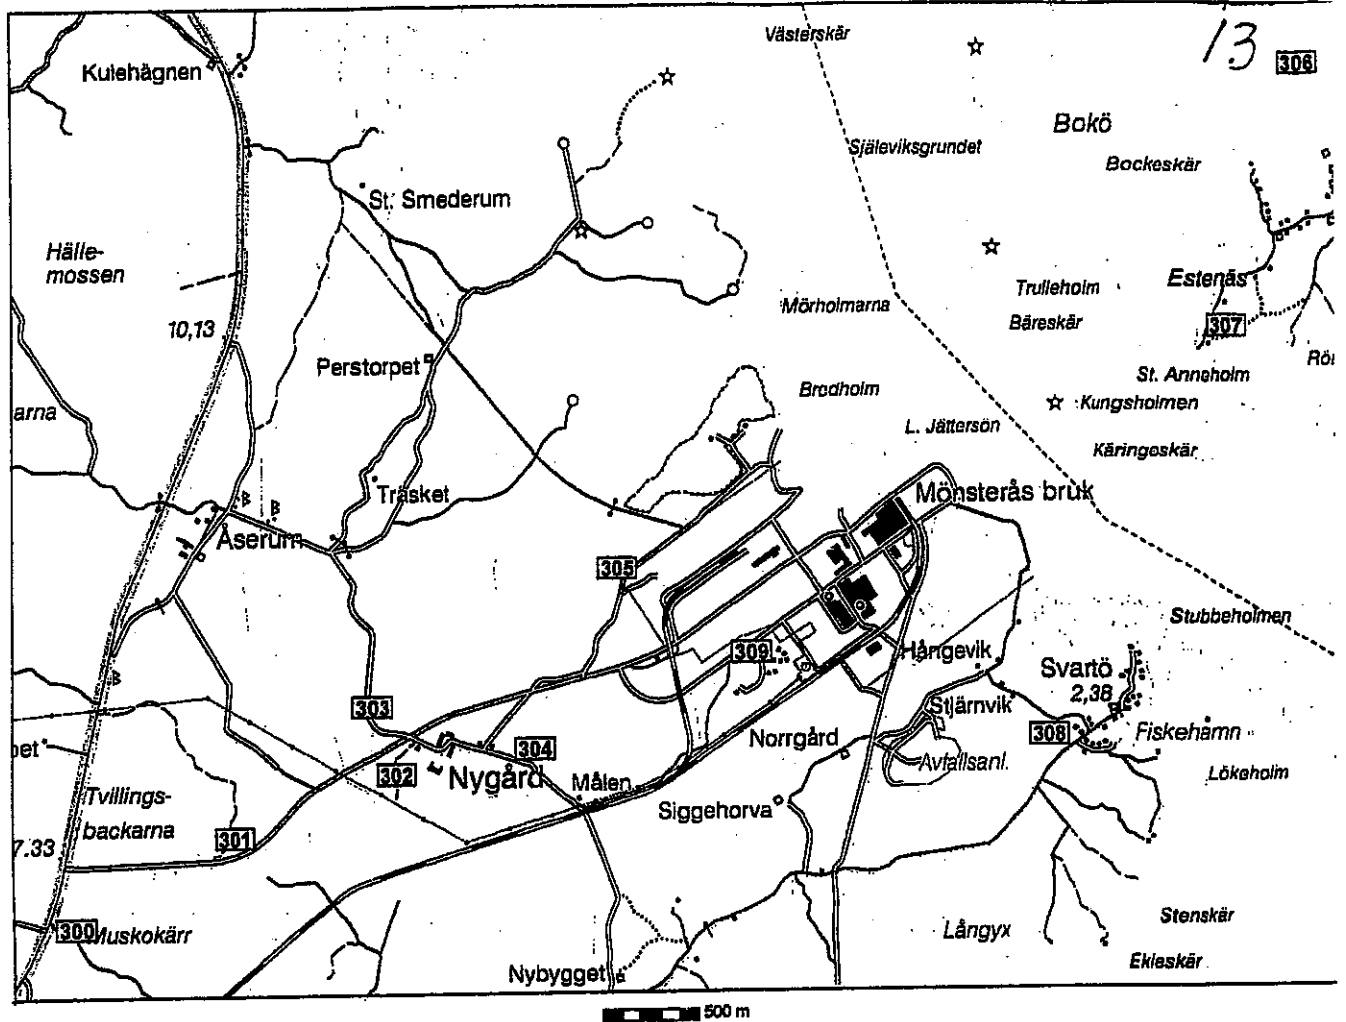 Västerskär
13
306
Kulehägnen
Bokö
Själeviksgrundet
Bockeskär
St. Smederum
Hälle-
mossen
Estenäs
Trulleholm
Mörholmarna
Bäreskär
307
10,13
Perstorpet
St. Anneholm
Bredholm
Kungsholmen
arna
L. Jättersön
Käringeskär
Träsket
Mönsterås bruk
Åserum
305
Stubbeholmen
309
Hångevik
Svartö
2,38
303
Stjärnvik
308
Fiskehamn
304
Norrgård
Avfallsanl.
302
Nygård
Målen
Lökeholm
Tvillings-
backarna
Siggehorva
301
7.33
300
Muskokärr
Långyx
Stenskär
Nybygget
Ekleskär
500 m